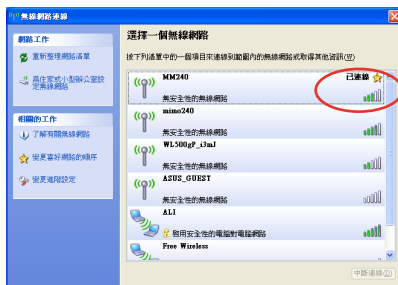 無線網路連線
網路工作
重新整理網路清單
為住家或小型辦公室設
定無線網路
相關的工作
了解有關無線網路
變更喜好網路的順序
變更進階設定
選擇一個無線網路
按下列清單中的一個項目來連線到範圍內的無線網路或取得其他資訊(W)
MM240
已連線
無安全性的無線網路
mimo240
無安全性的無線網路
WL500gP_i3mJ
無安全性的無線網路
ASUS_GUEST
無安全性的無線網路
ALI
啟用安全性的電腦對電腦網路
Free Wireless
中斷連線(D)